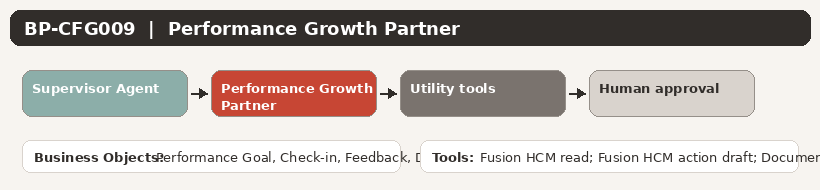 BP-CFG009 | Performance Growth Partner
Supervisor Agent
Performance Growth
Partner
Utility tools
Human approval
Business Objects: Performance Goal, Check-in, Feedback,
Tools: Fusion HCM read; Fusion HCM action draft;